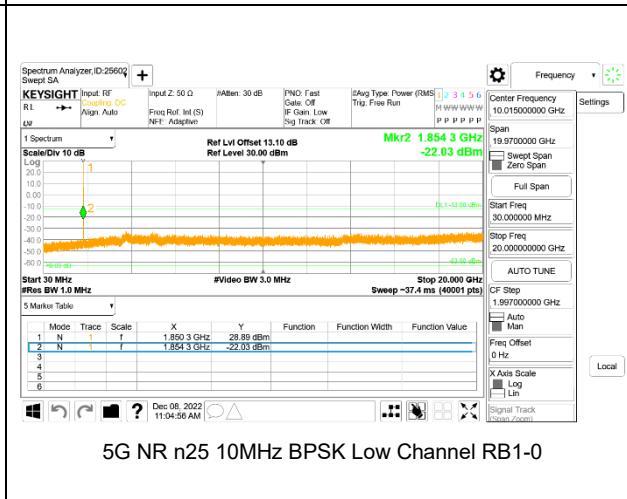 Spectrum Analyzer,ID:25602
Swept SA
+
Frequency
Settings
KEYSIGHT Input: RF Input Z: 50 Ω #Atten: 30 dB PNO: Fast #Avg Type: Power (RMS 1 2 3 4 5 6
RL Coupling: DC Gate: Off Trig: Free Run
Align: Auto Freq Ref: Int (S) IF Gain: Low M W W W W W
NFE: Adaptive Sig Track: Off P P P P P P
1 Spectrum
Ref Lvl Offset 13.10 dB Mkr2 1.854 3 GHz
Scale/Div 10 dB Ref Level 30.00 dBm -22.03 dBm
Log
1
20.0
10.0
0.00
-10.0
2
DL1 -13.00 dBm
-20.0
-30.0
-40.0
-50.0
-60.0
Start 30 MHz #Video BW 3.0 MHz Stop 20.000 GHz
#Res BW 1.0 MHz Sweep ~37.4 ms (40001 pts)
5 Marker Table
Mode Trace Scale X Y Function Function Width Function Value
1 N 1 f 1.850 3 GHz 28.89 dBm
2 N 1 f 1.854 3 GHz -22.03 dBm
3
4
5
6
? Dec 08, 2022
11:04:56 AM
Center Frequency
10.015000000 GHz
Span
19.9700000 GHz
Swept Span
Zero Span
Full Span
Start Freq
30.000000 MHz
Stop Freq
20.000000000 GHz
AUTO TUNE
CF Step
1.997000000 GHz
Auto
Man
Freq Offset
0 Hz
X Axis Scale
Log
Lin
Signal Track
(Span Zoom)
Local
5G NR n25 10MHz BPSK Low Channel RB1-0